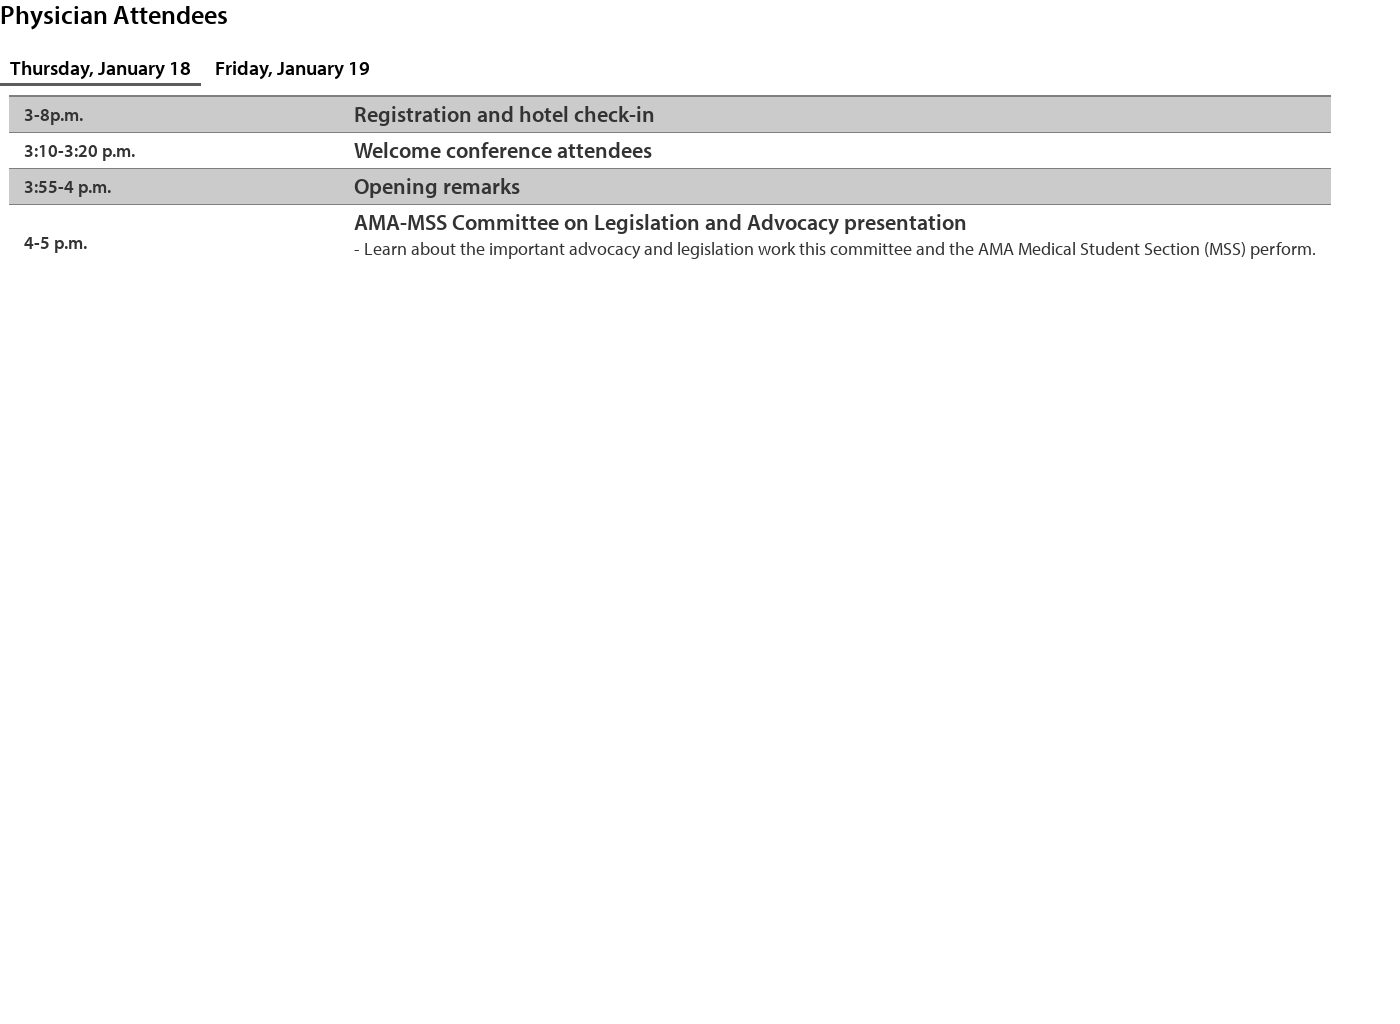 Physician Attendees
Thursday, January 18 Friday, January 19
3-8p.m. Registration and hotel check-in
3:10-3:20 p.m. Welcome conference attendees
3:55-4 p.m. Opening remarks
4-5 p.m. AMA-MSS Committee on Legislation and Advocacy presentation
- Learn about the important advocacy and legislation work this committee and the AMA Medical Student Section (MSS) perform.